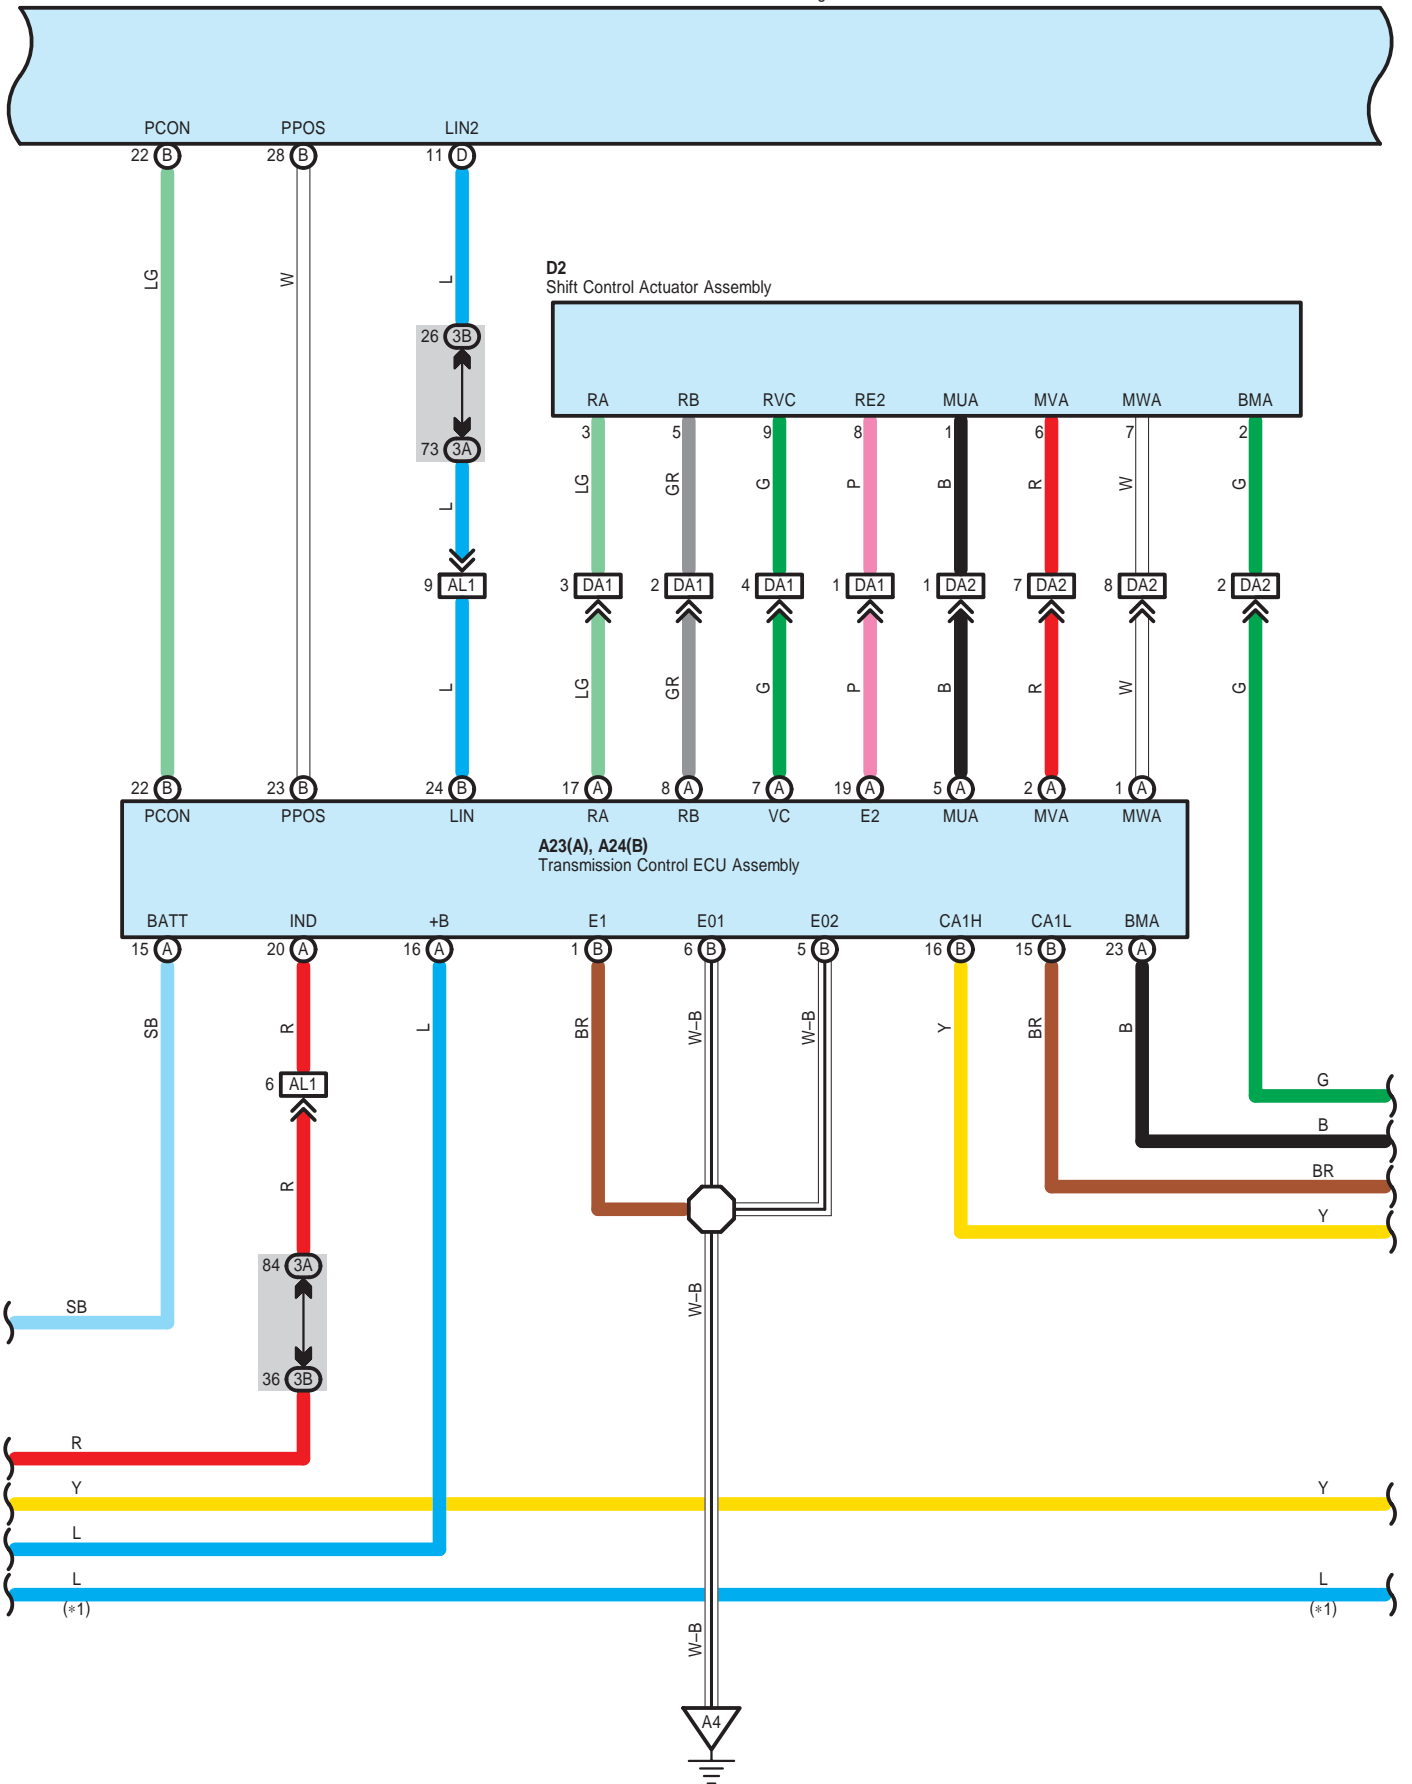 PCON PPOS LIN2
22 B 28 B 11 D
LG W L
D2
Shift Control Actuator Assembly
26 3B
RA RB RVC RE2 MUA MVA MWA BMA
3 5 9 8 1 6 7 2
73 3A
L LG GR G P B R W G
9 AL1 3 DA1 2 DA1 4 DA1 1 DA1 1 DA2 7 DA2 8 DA2 2 DA2
L LG GR G P B R W G
22 B 23 B 24 B 17 A 8 A 7 A 19 A 5 A 2 A 1 A
PCON PPOS LIN RA RB VC E2 MUA MVA MWA
A23(A), A24(B)
Transmission Control ECU Assembly
BATT IND +B E1 E01 E02 CA1H CA1L BMA
15 A 20 A 16 A 1 B 6 B 5 B 16 B 15 B 23 A
SB R L BR W–B W–B Y BR B
6 AL1
G
B
BR
R
Y
84 3A
W–B
SB
36 3B
R
Y Y
L
L L
(*1) (*1)
W–B
A4